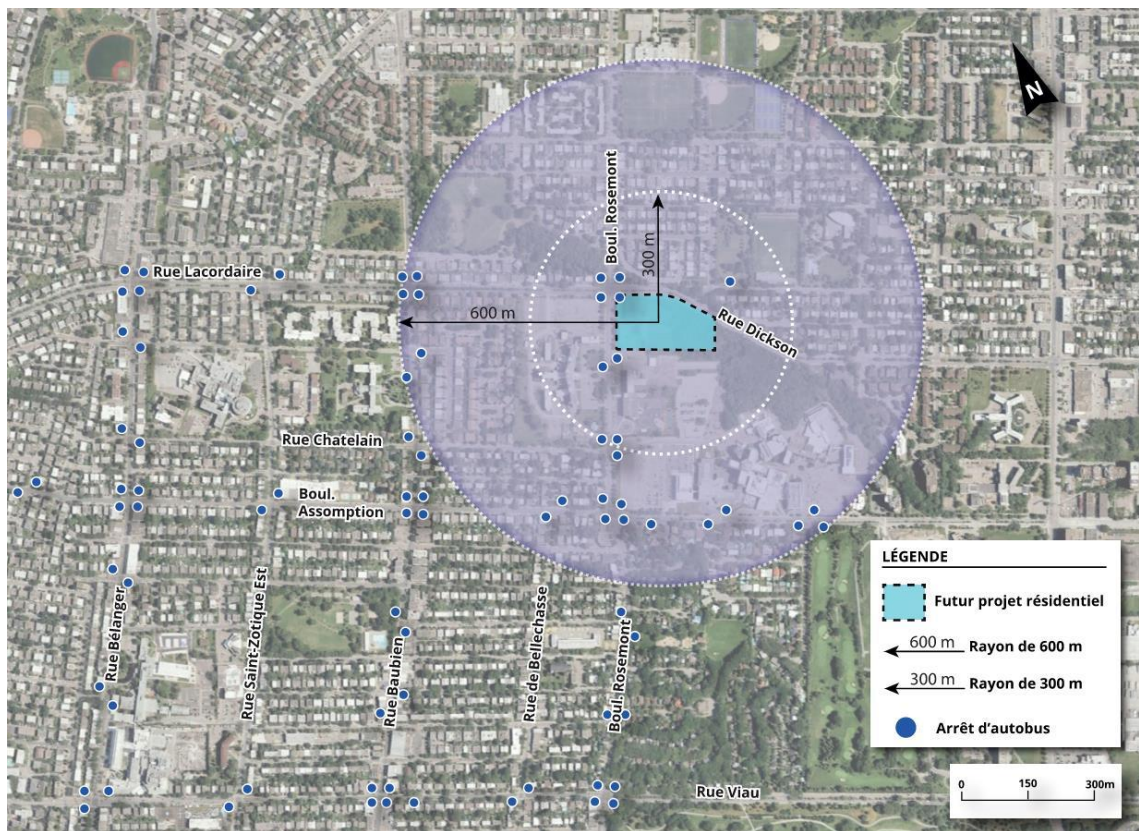 N
Boul. Rosemont
300 m
Rue Lacordaire
600 m
Rue Dickson
Rue Chatelain
Boul.
Assomption
Rue Bélanger
Rue Saint-Zotique Est
Rue Baubien
Rue de Bellechasse
Boul. Rosemont
Rue Viau
LÉGENDE
Futur projet résidentiel
600 m Rayon de 600 m
300 m Rayon de 300 m
Arrêt d’autobus
0 150 300m